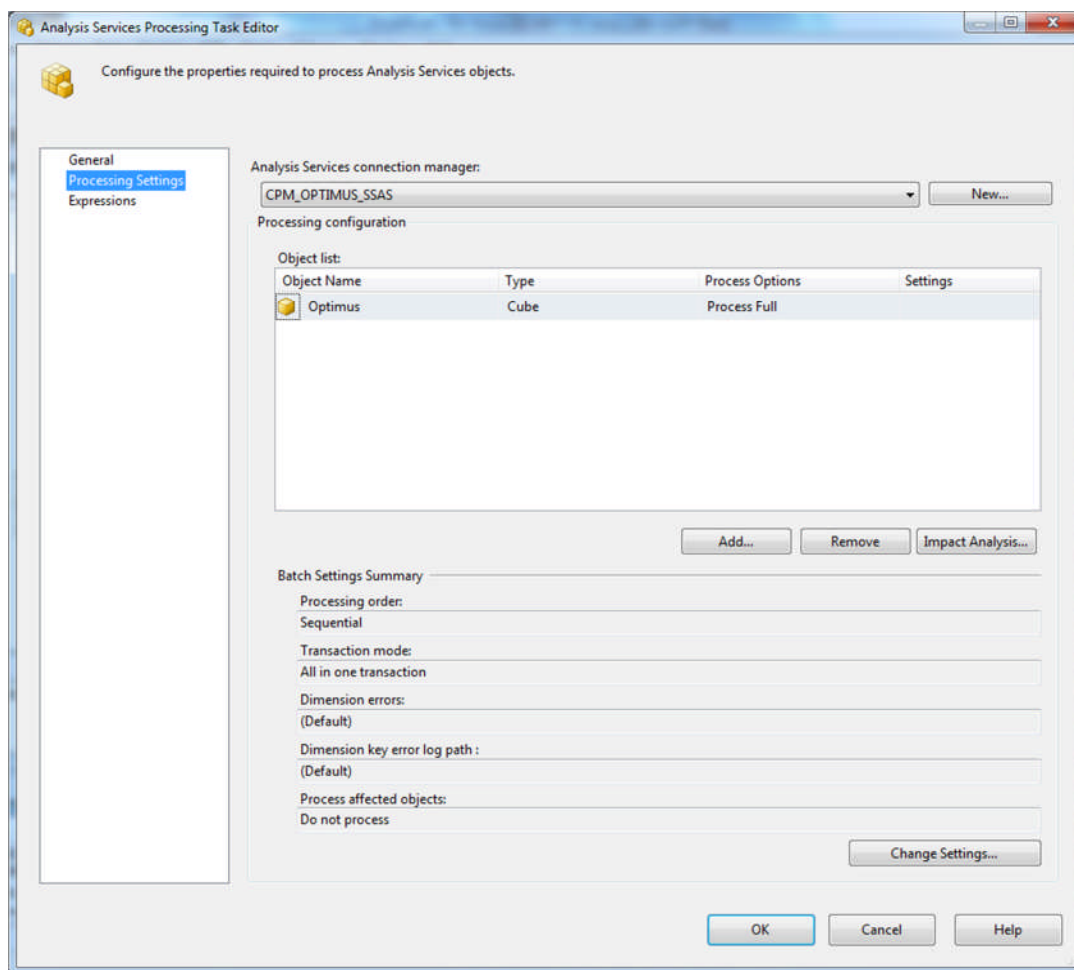 Analysis Services Processing Task Editor
Configure the properties required to process Analysis Services objects.
General
Processing Settings
Expressions
Analysis Services connection manager:
CPM_OPTIMUS_SSAS
New...
Processing configuration
Object list:
Object Name Type Process Options Settings
Optimus Cube Process Full
Add... Remove Impact Analysis...
Batch Settings Summary
Processing order:
Sequential
Transaction mode:
All in one transaction
Dimension errors:
(Default)
Dimension key error log path :
(Default)
Process affected objects:
Do not process
Change Settings...
OK Cancel Help